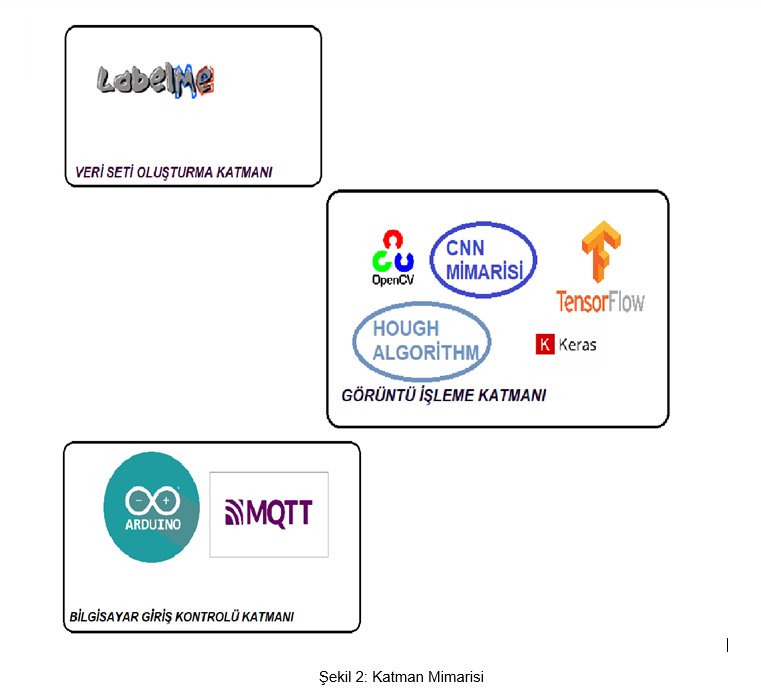 LabelMe
VERİ SETİ OLUŞTURMA KATMANI
OpenCV
CNN
MİMARİSİ
TensorFlow
HOUGH
ALGORİTHM
K Keras
GÖRÜNTÜ İŞLEME KATMANI
ARDUINO
MQTT
BİLGİSAYAR GİRİŞ KONTROLÜ KATMANI
Şekil 2: Katman Mimarisi